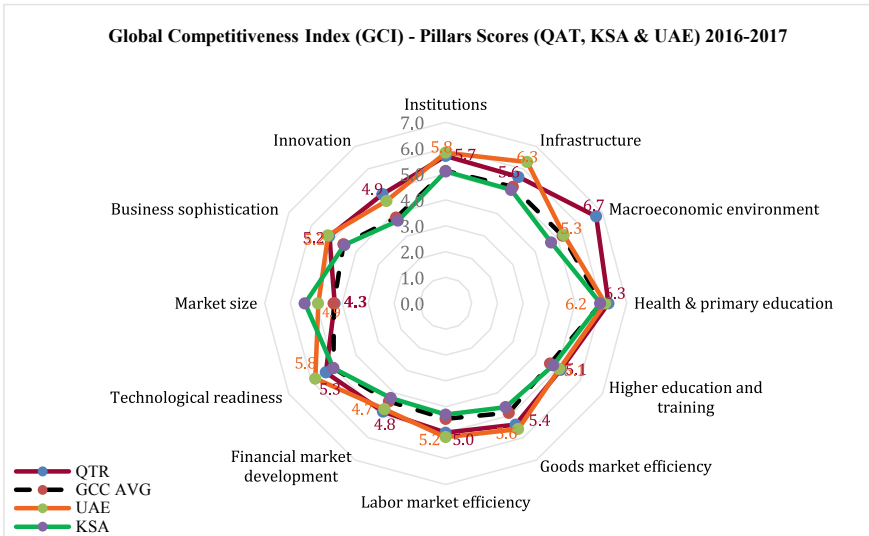 Global Competitiveness Index (GCI) - Pillars Scores (QAT, KSA & UAE) 2016-2017
Institutions
Infrastructure
Macroeconomic environment
Health & primary education
Higher education and
training
Goods market efficiency
Labor market efficiency
Financial market
development
Technological readiness
Market size
Business sophistication
Innovation
7.0
6.0
5.0
4.0
3.0
2.0
1.0
0.0
5.8
5.7
6.3
5.6
6.7
5.3
6.3
6.2
5.1
5.4
5.6
5.0
5.2
4.8
4.7
5.3
5.8
4.3
4.9
5.2
4.9
QTR
GCC AVG
UAE
KSA